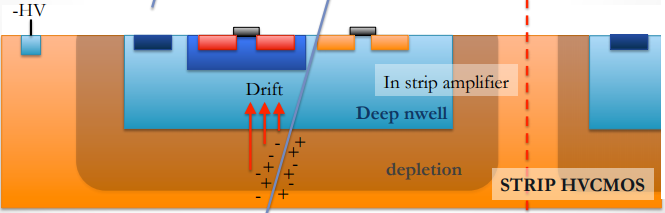 -HV
Drift
In strip amplifier
Deep nwell
depletion
STRIP HVCMOS